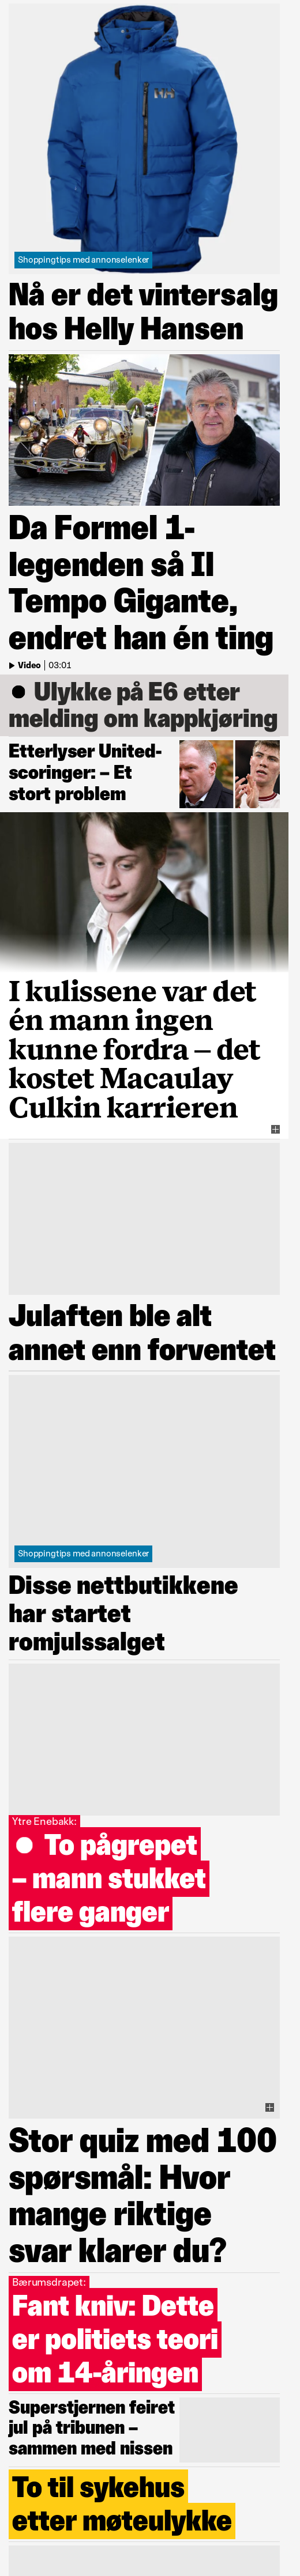 HH
Shoppingtips med annonselenker
Nå er det vintersalg
hos Helly Hansen
Da Formel 1-
legenden så Il
Tempo Gigante,
endret han én ting
Video 03:01
Ulykke på E6 etter
melding om kappkjøring
Etterlyser United-
scoringer: – Et
stort problem
I kulissene var det
én mann ingen
kunne fordra – det
kostet Macaulay
Culkin karrieren
Julaften ble alt
annet enn forventet
Shoppingtips med annonselenker
Disse nettbutikkene
har startet
romjulssalget
Ytre Enebakk:
To pågrepet
– mann stukket
flere ganger
Stor quiz med 100
spørsmål: Hvor
mange riktige
svar klarer du?
Bærumsdrapet:
Fant kniv: Dette
er politiets teori
om 14-åringen
Superstjernen feiret
jul på tribunen –
sammen med nissen
To til sykehus
etter møteulykke